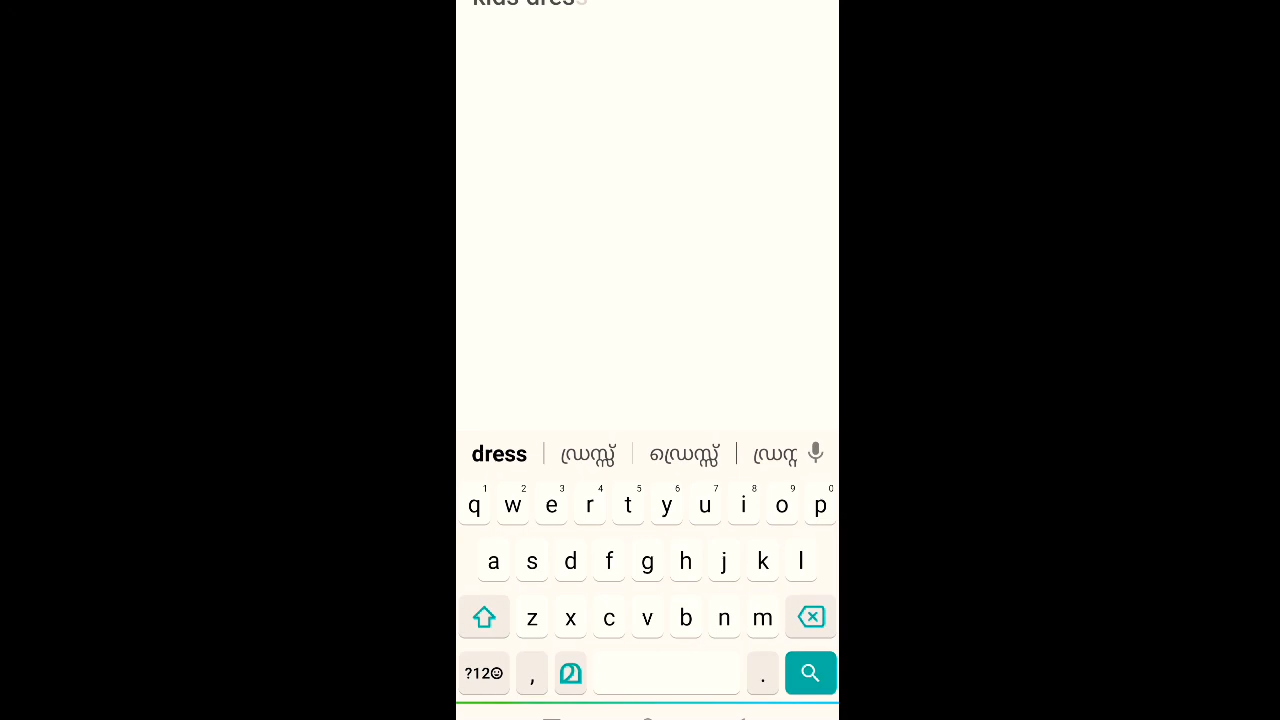 kids dress
dress ഡ്രസ്സ് ഡ്രെസ്സ്
1 2 3 4 5 6 7 8 9 0
q w e r t y u i o p
a s d f g h j k l
z x c v b n m
?12☺ , മ .